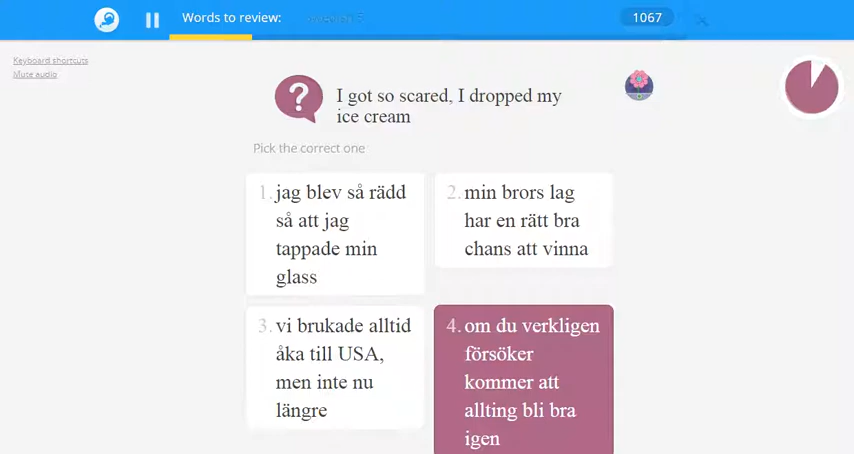 Words to review:
1067
Keyboard shortcuts
Mute audio
?
I got so scared, I dropped my
ice cream
Pick the correct one
1. jag blev så rädd
så att jag
tappade min
glass
2. min brors lag
har en rätt bra
chans att vinna
3. vi brukade alltid
åka till USA,
men inte nu
längre
4. om du verkligen
försöker
kommer att
allting bli bra
igen